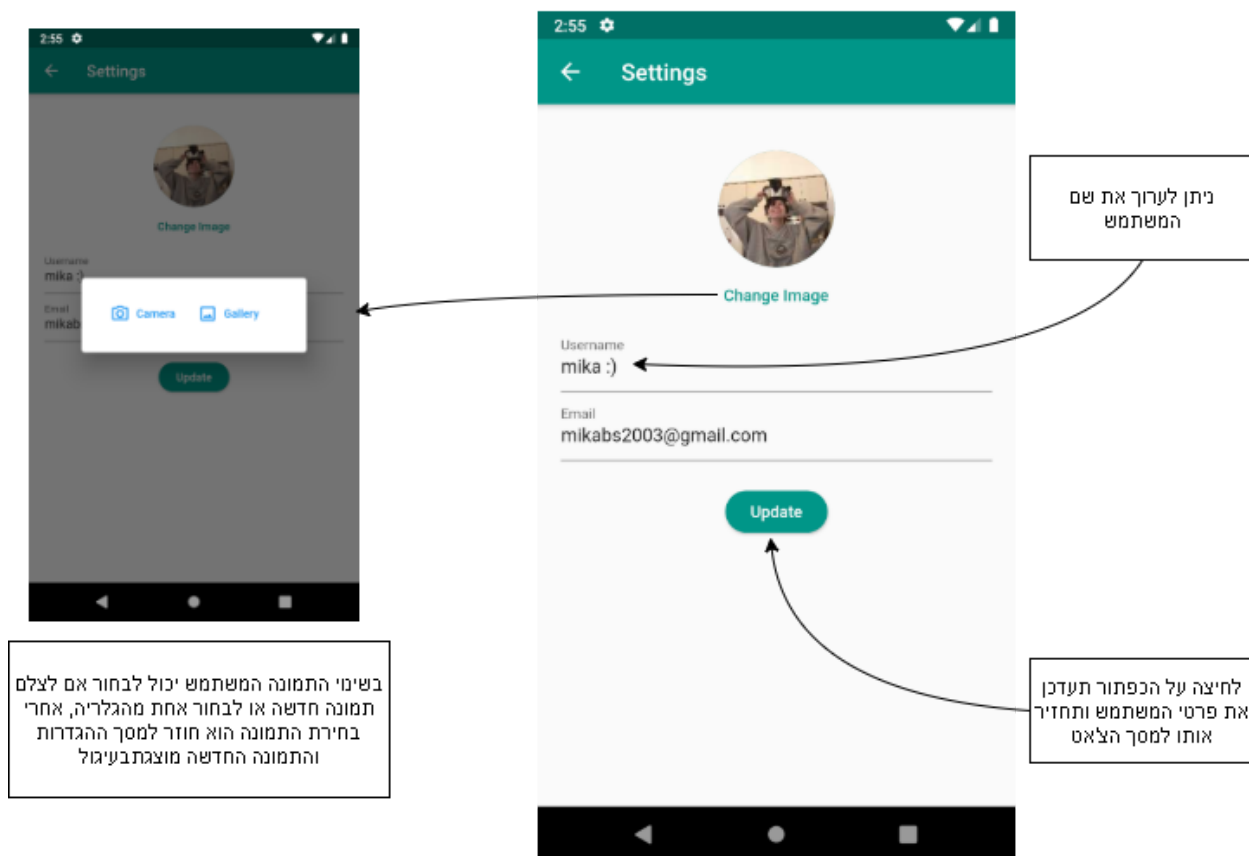 2:55
Settings
Change Image
Username
mika :)
Email
mikab
Camera
Gallery
Update
בשינוי התמונה המשתמש יכול לבחור אם לצלם
תמונה חדשה או לבחור אחת מהגלריה, אחרי
בחירת התמונה הוא חוזר למסך ההגדרות
והתמונה החדשה מוצגתבעיגול
2:55
Settings
Change Image
Username
mika :)
Email
mikabs2003@gmail.com
Update
ניתן לערוך את שם
המשתמש
לחיצה על הכפתור תעדכן
את פרטי המשתמש ותחזיר
אותו למסך הצ'אט